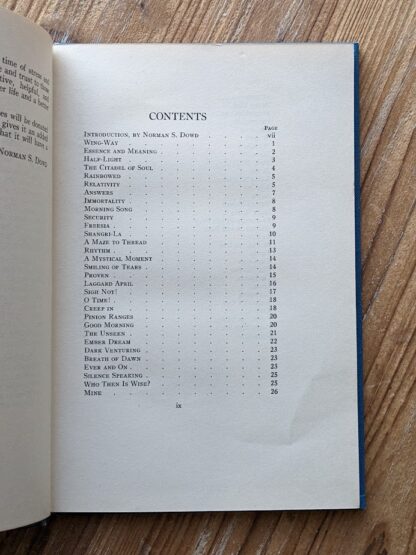 time of stress and
e and trust to those
tive, helpful, and
er life and a better
es will be donated
gives it an added
hat it will have a
NORMAN S. DOWD
CONTENTS
PAGE
INTRODUCTION, BY NORMAN S. DOWD vii
WING-WAY 1
ESSENCE AND MEANING 2
HALF-LIGHT 3
THE CITADEL OF SOUL 4
RAINBOWED 5
RELATIVITY 5
ANSWERS 7
IMMORTALITY 8
MORNING SONG 8
SECURITY 9
FREESIA 9
SHANGRI-LA 10
A MAZE TO THREAD 11
RHYTHM 13
A MYSTICAL MOMENT 14
SMILING OF TEARS 14
PROVEN 15
LAGGARD APRIL 16
SIGH NOT! 17
O TIME! 18
CREEP IN 18
PINION RANGES 20
GOOD MORNING 20
THE UNSEEN 21
EMBER DREAM 22
DARK VENTURING 23
BREATH OF DAWN 23
EVER AND ON 23
SILENCE SPEAKING 25
WHO THEN IS WISE? 25
MINE 26
ix